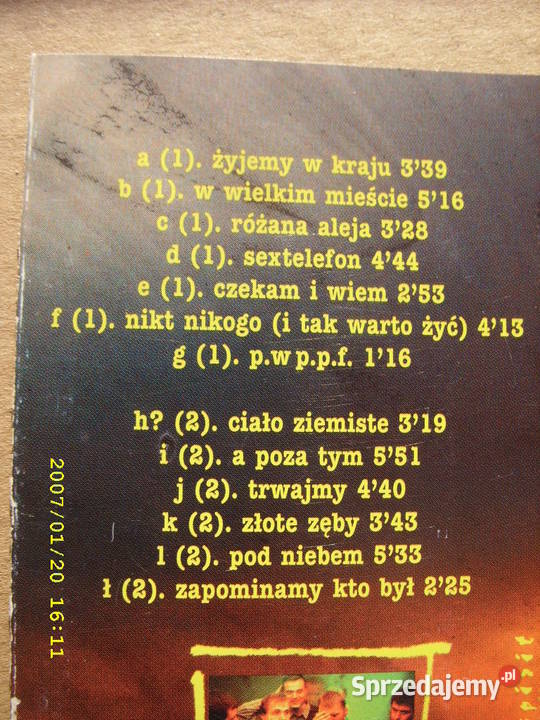 a (1). żyjemy w kraju 3'39
b (1). w wielkim mieście 5'16
c (1). różana aleja 3'28
d (1). sextelefon 4'44
e (1). czekam i wiem 2'53
f (1). nikt nikogo (i tak warto żyć) 4'13
g (1). p.w p.p.f. 1'16
h? (2). ciało ziemiste 3'19
i (2). a poza tym 5'51
j (2). trwajmy 4'40
k (2). złote zęby 3'43
l (2). pod niebem 5'33
ł (2). zapominamy kto był 2'25
2007/01/20 16:11
Sprzedajemy.pl